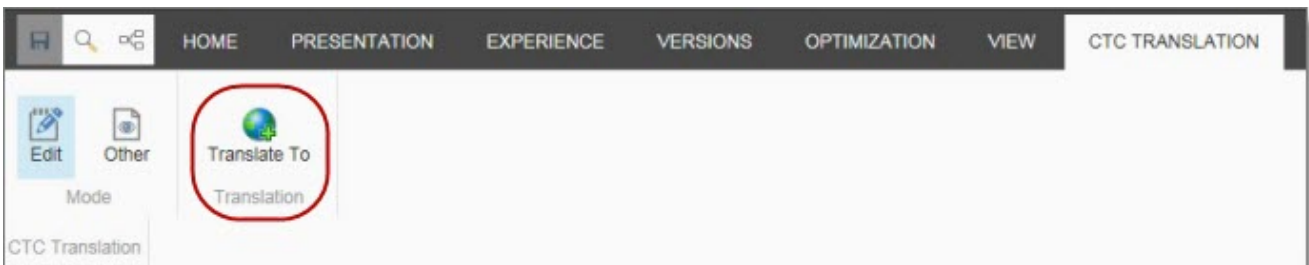 HOME PRESENTATION EXPERIENCE VERSIONS OPTIMIZATION VIEW CTC TRANSLATION
Edit Other Translate To
Mode Translation
CTC Translation